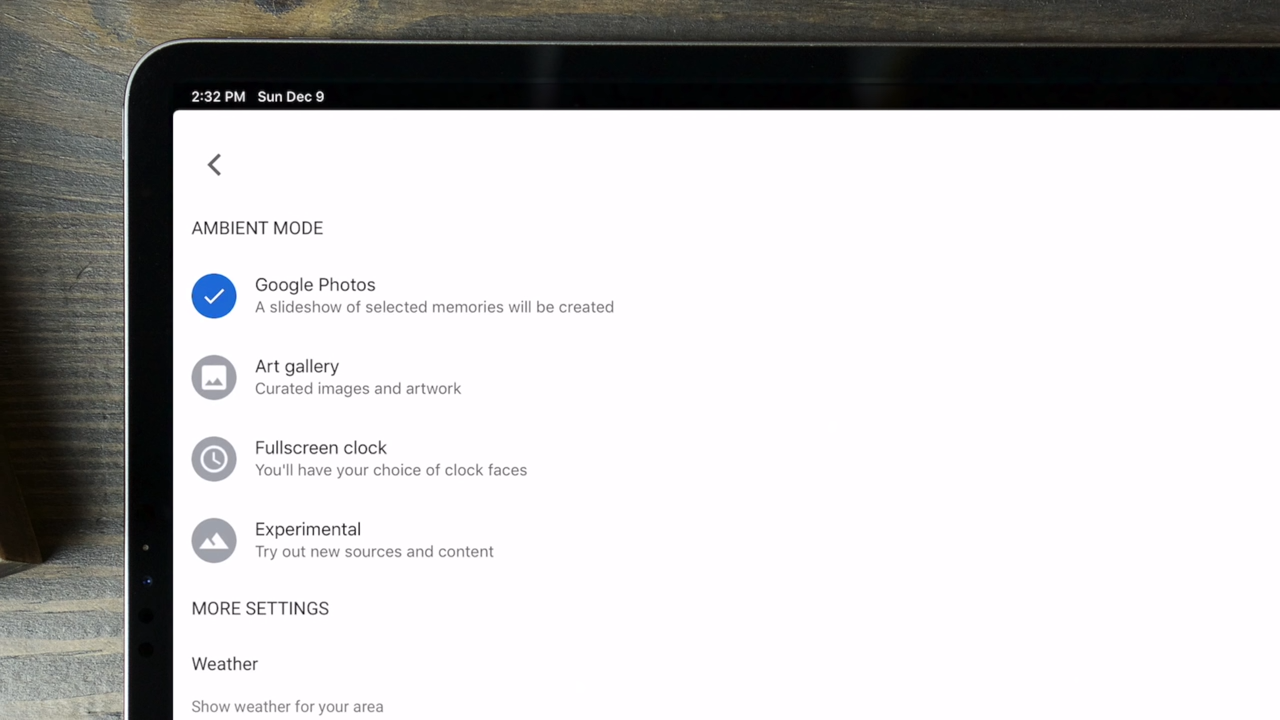 2:32 PM Sun Dec 9
AMBIENT MODE
Google Photos
A slideshow of selected memories will be created
Art gallery
Curated images and artwork
Fullscreen clock
You'll have your choice of clock faces
Experimental
Try out new sources and content
MORE SETTINGS
Weather
Show weather for your area